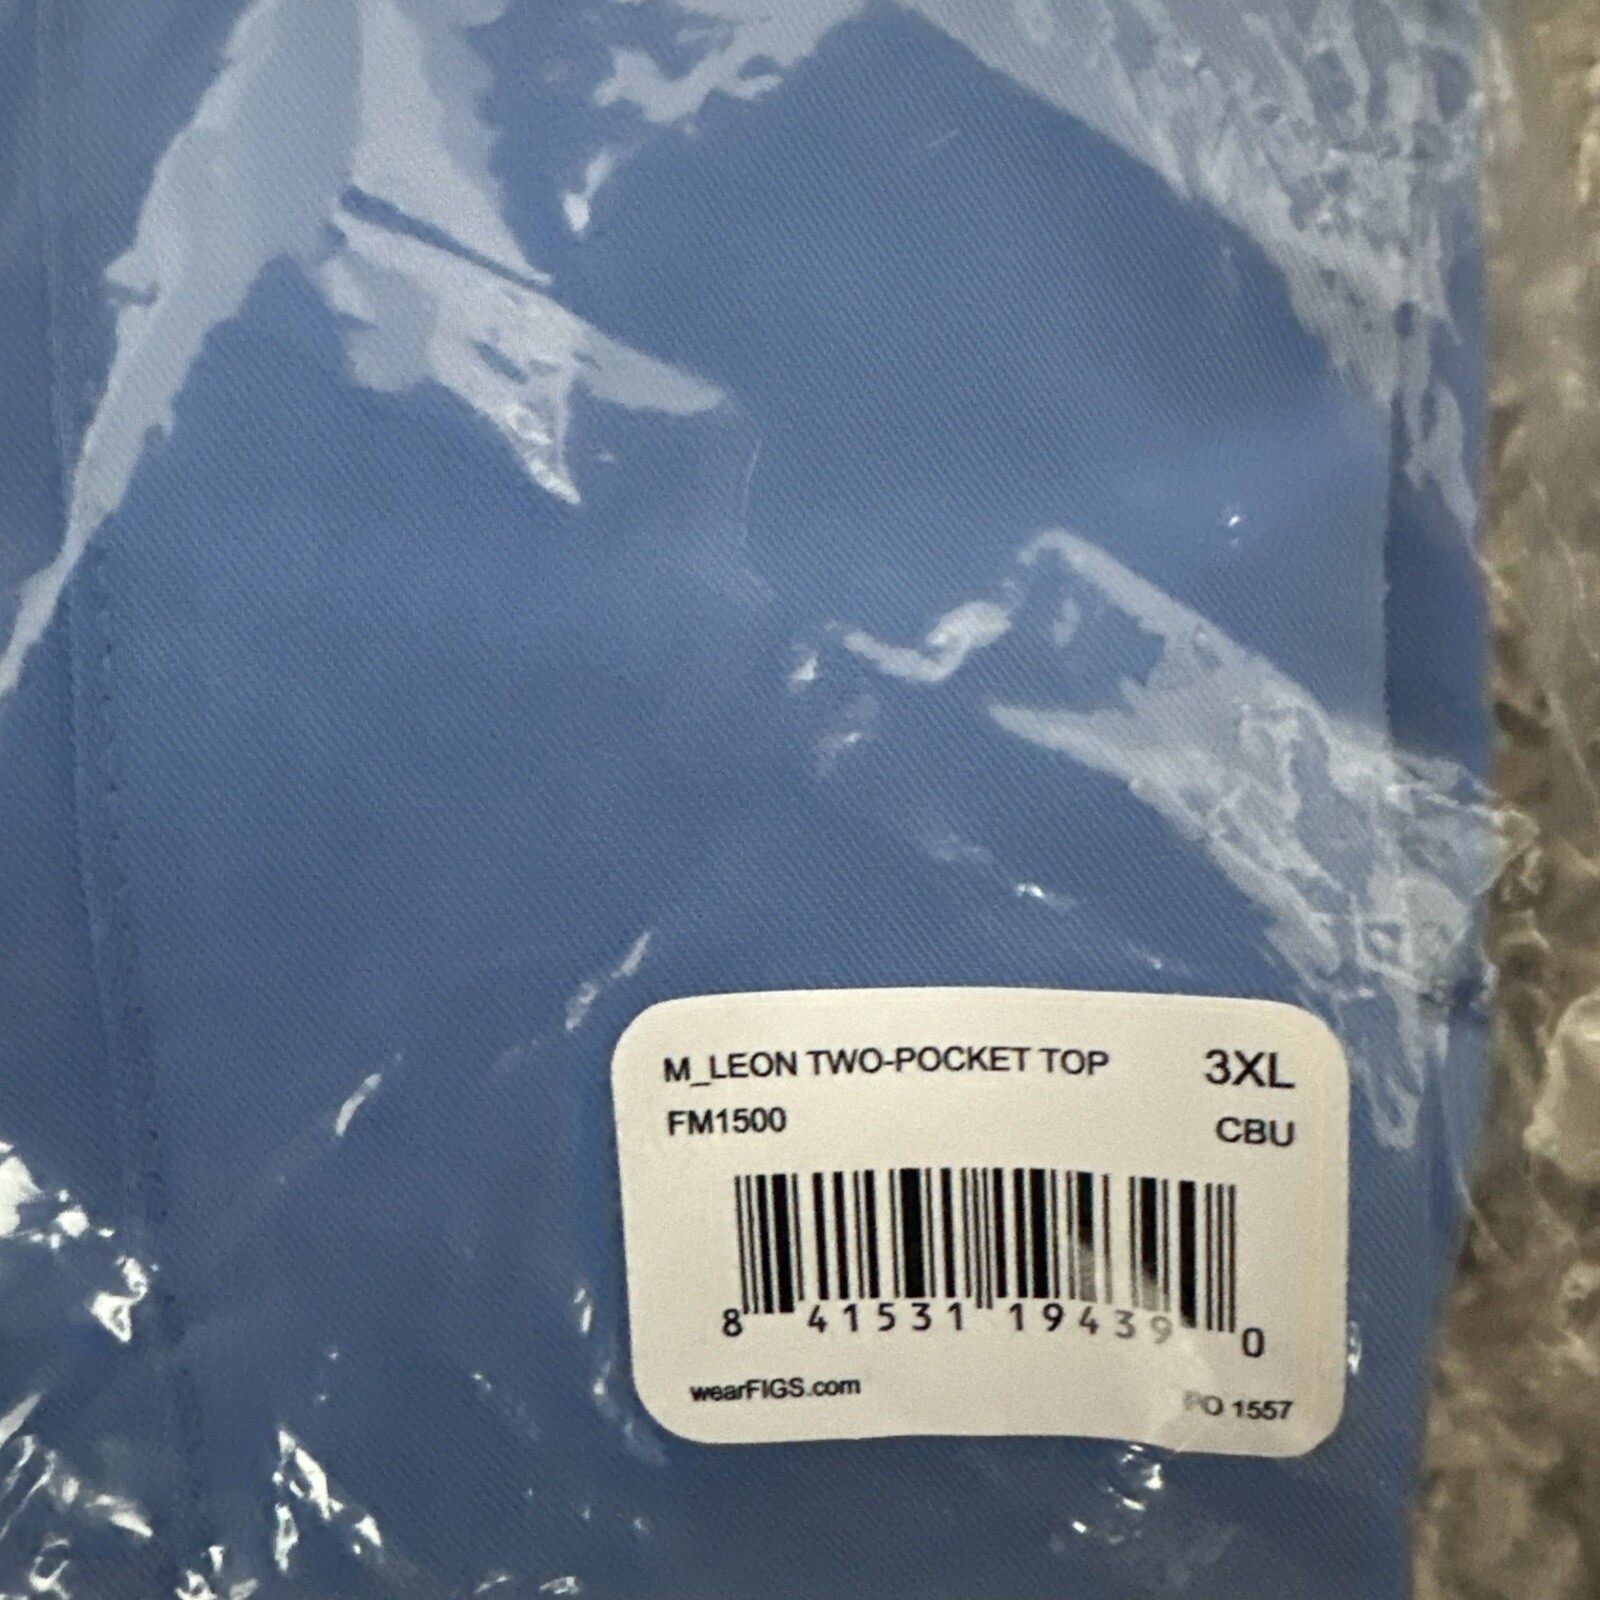 M_LEON TWO-POCKET TOP 3XL
FM1500 CBU
8 41531 19439 0
wearFIGS.com PO 1557